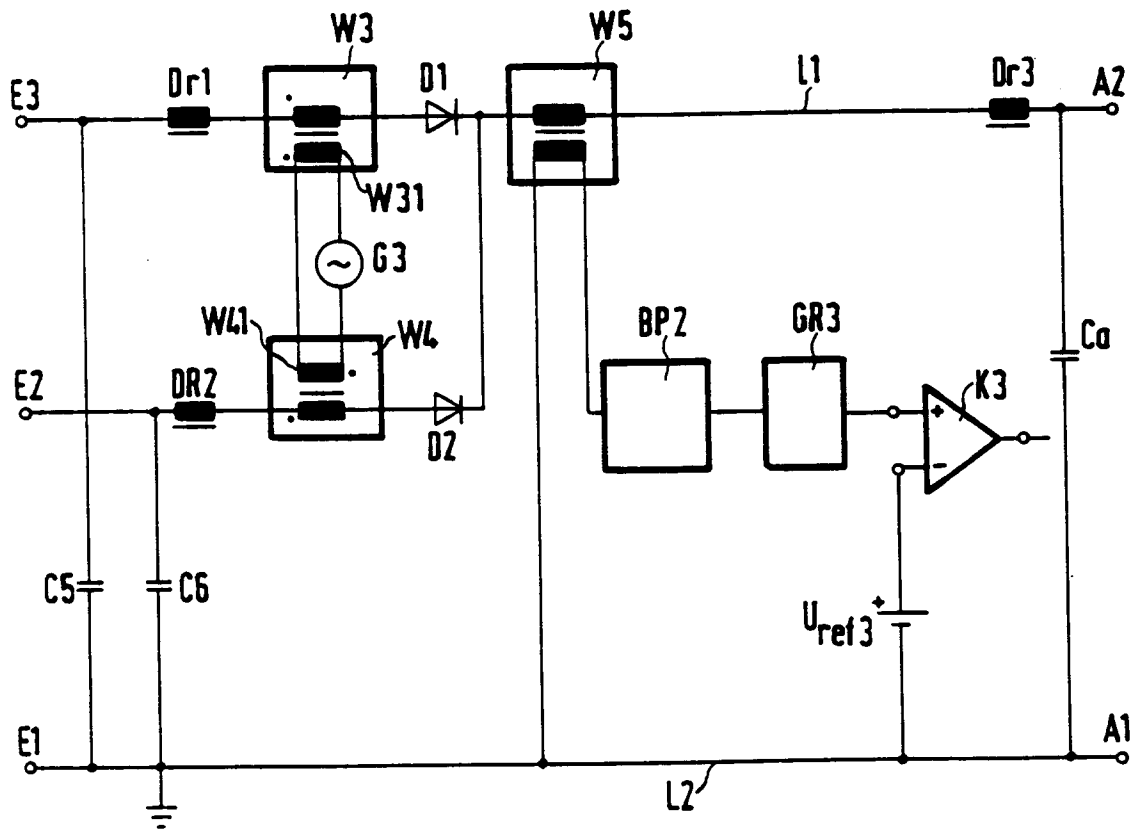 W3
W5
E3
Dr1
D1
L1
Dr3
A2
W31
~
G3
W41
W4
BP2
GR3
Ca
E2
DR2
D2
K3
+
−
C5
C6
+
Uref3
E1
A1
L2